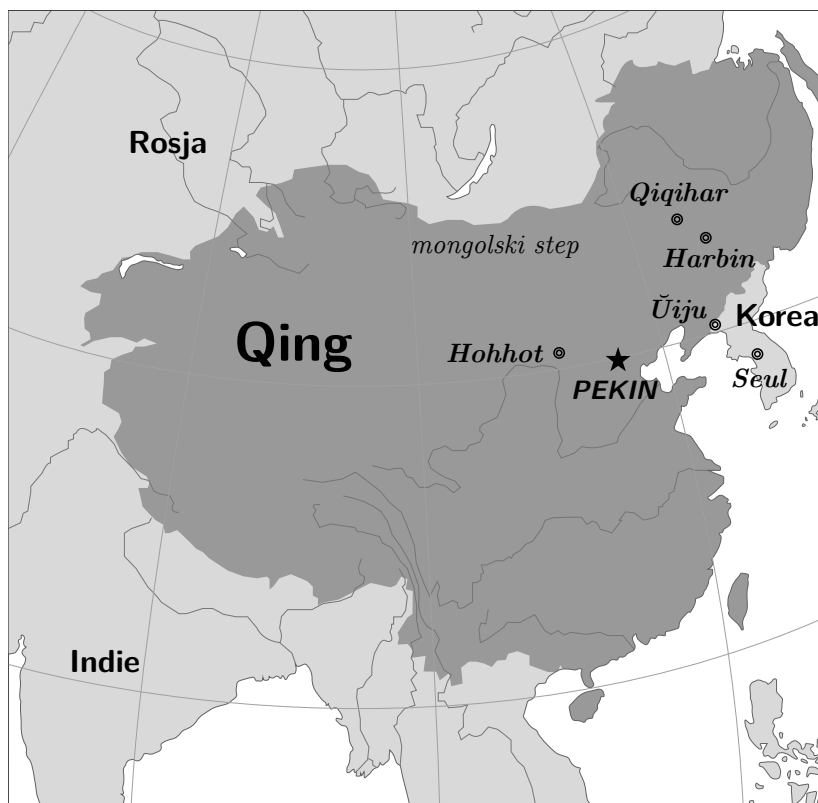 Rosja
Qiqihar
mongolski step
Harbin
Ŭiju
Korea
Qing
Hohhot
Seul
PEKIN
Indie